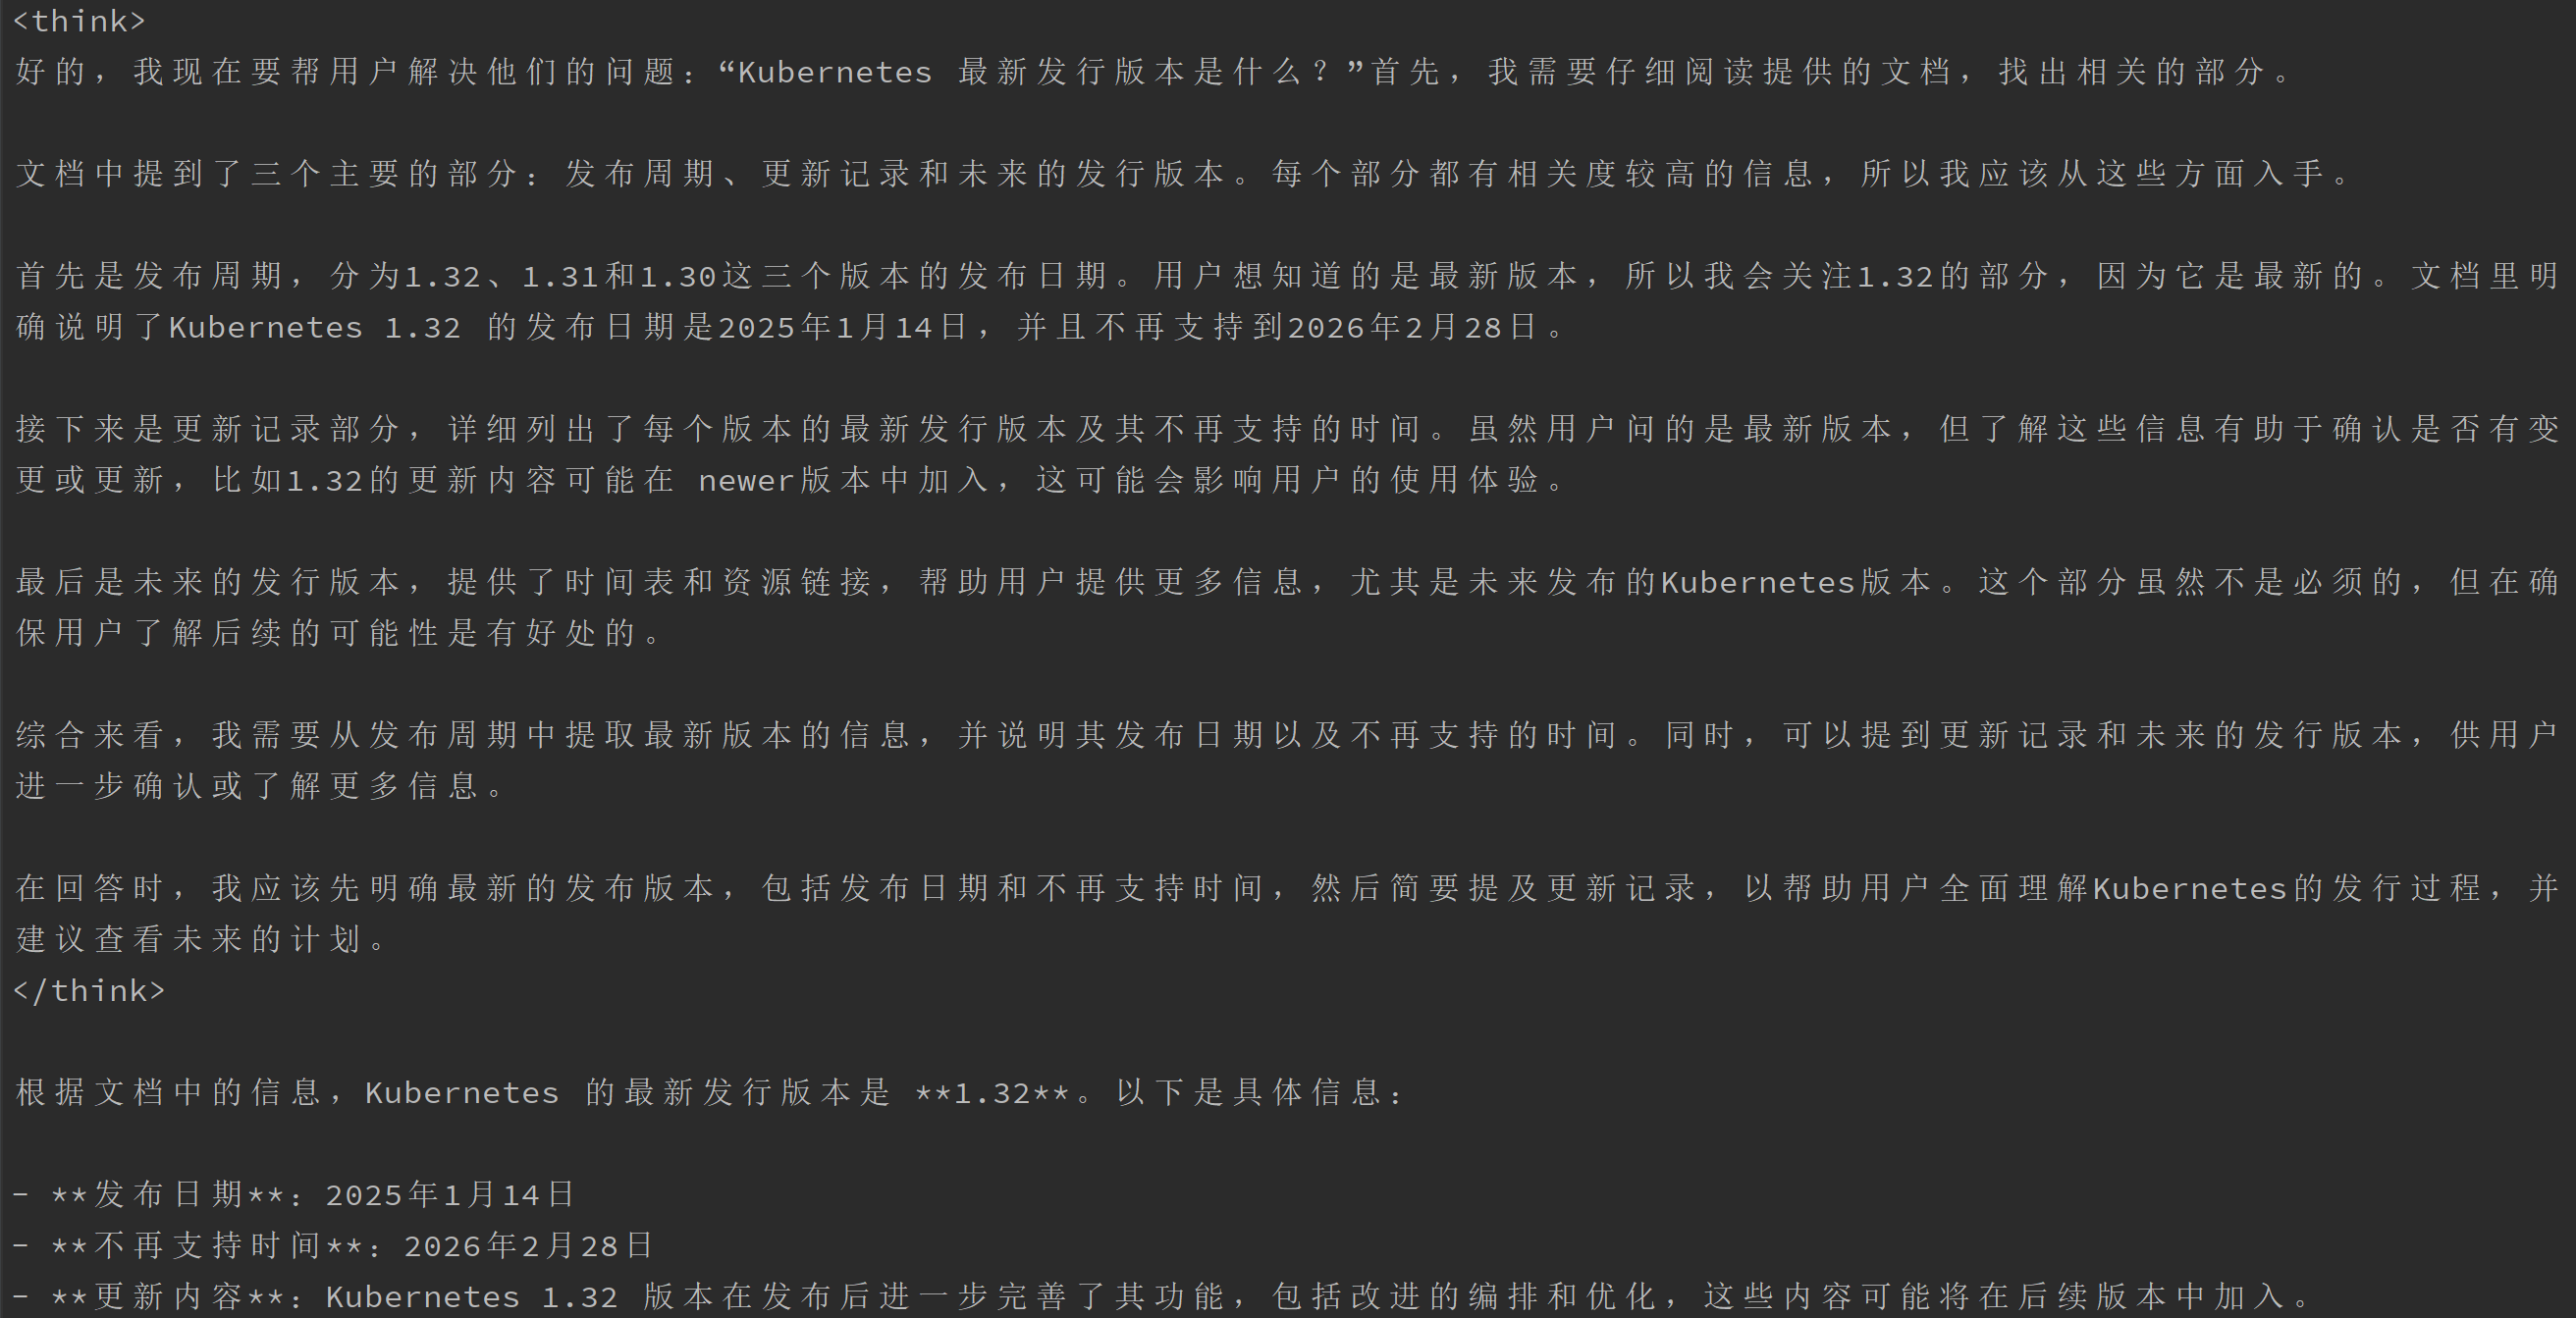 <think>
好的，我现在要帮用户解决他们的问题：“Kubernetes 最新发行版本是什么？”首先，我需要仔细阅读提供的文档，找出相关的部分。
文档中提到了三个主要的部分：发布周期、更新记录和未来的发行版本。每个部分都有相关度较高的信息，所以我应该从这些方面入手。
首先是发布周期，分为1.32、1.31和1.30这三个版本的发布日期。用户想知道的是最新版本，所以我会关注1.32的部分，因为它是最新的。文档里明
确说明了Kubernetes 1.32 的发布日期是2025年1月14日，并且不再支持到2026年2月28日。
接下来是更新记录部分，详细列出了每个版本的最新发行版本及其不再支持的时间。虽然用户问的是最新版本，但了解这些信息有助于确认是否有变
更或更新，比如1.32的更新内容可能在 newer版本中加入，这可能会影响用户的使用体验。
最后是未来的发行版本，提供了时间表和资源链接，帮助用户提供更多信息，尤其是未来发布的Kubernetes版本。这个部分虽然不是必须的，但在确
保用户了解后续的可能性是有好处的。
综合来看，我需要从发布周期中提取最新版本的信息，并说明其发布日期以及不再支持的时间。同时，可以提到更新记录和未来的发行版本，供用户
进一步确认或了解更多信息。
在回答时，我应该先明确最新的发布版本，包括发布日期和不再支持时间，然后简要提及更新记录，以帮助用户全面理解Kubernetes的发行过程，并
建议查看未来的计划。
</think>
根据文档中的信息，Kubernetes 的最新发行版本是 **1.32**。以下是具体信息：
- **发布日期**：2025年1月14日
- **不再支持时间**：2026年2月28日
- **更新内容**：Kubernetes 1.32 版本在发布后进一步完善了其功能，包括改进的编排和优化，这些内容可能将在后续版本中加入。